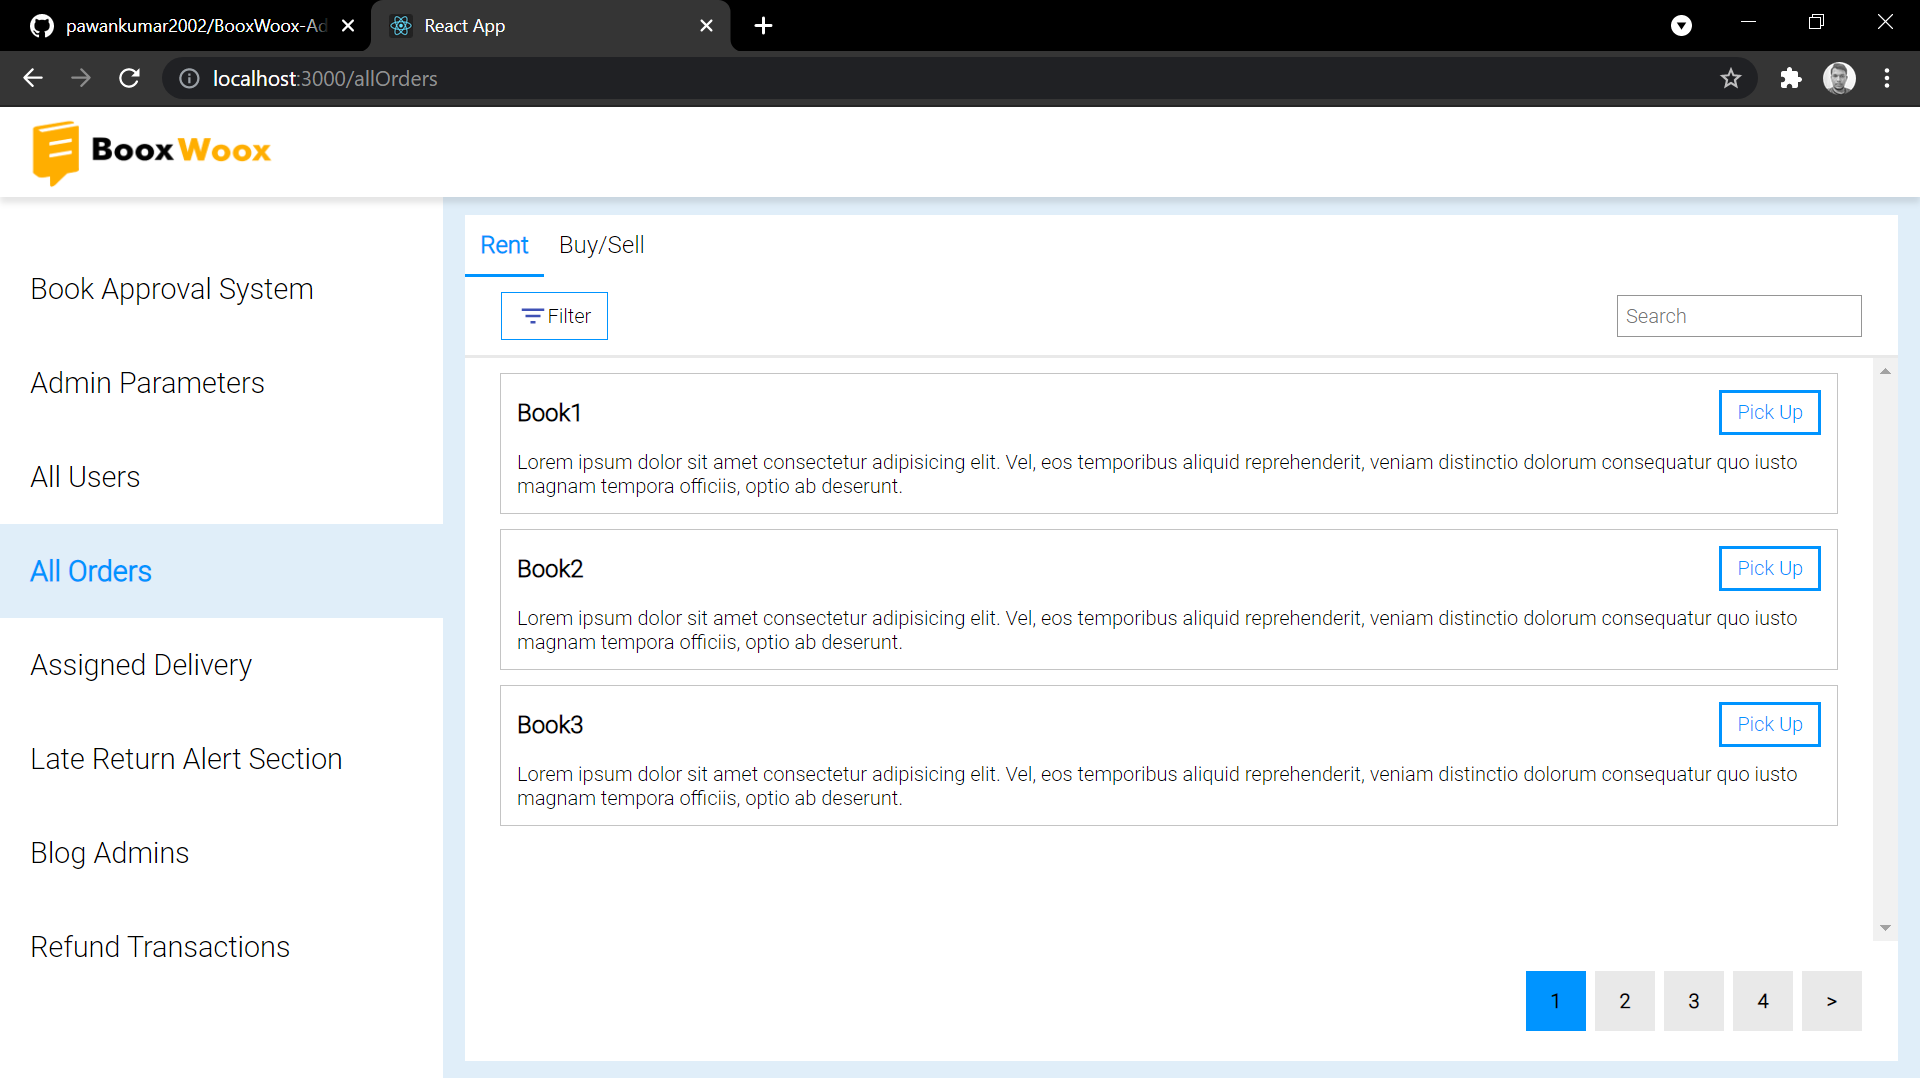 pawankumar2002/BooxWoox-Ad
React App
localhost:3000/allOrders
BooxWoox
Book Approval System
Admin Parameters
All Users
All Orders
Assigned Delivery
Late Return Alert Section
Blog Admins
Refund Transactions
Rent
Buy/Sell
Filter
Search
Book1
Pick Up
Lorem ipsum dolor sit amet consectetur adipisicing elit. Vel, eos temporibus aliquid reprehenderit, veniam distinctio dolorum consequatur quo iusto
magnam tempora officiis, optio ab deserunt.
Book2
Pick Up
Lorem ipsum dolor sit amet consectetur adipisicing elit. Vel, eos temporibus aliquid reprehenderit, veniam distinctio dolorum consequatur quo iusto
magnam tempora officiis, optio ab deserunt.
Book3
Pick Up
Lorem ipsum dolor sit amet consectetur adipisicing elit. Vel, eos temporibus aliquid reprehenderit, veniam distinctio dolorum consequatur quo iusto
magnam tempora officiis, optio ab deserunt.
1 2 3 4 >